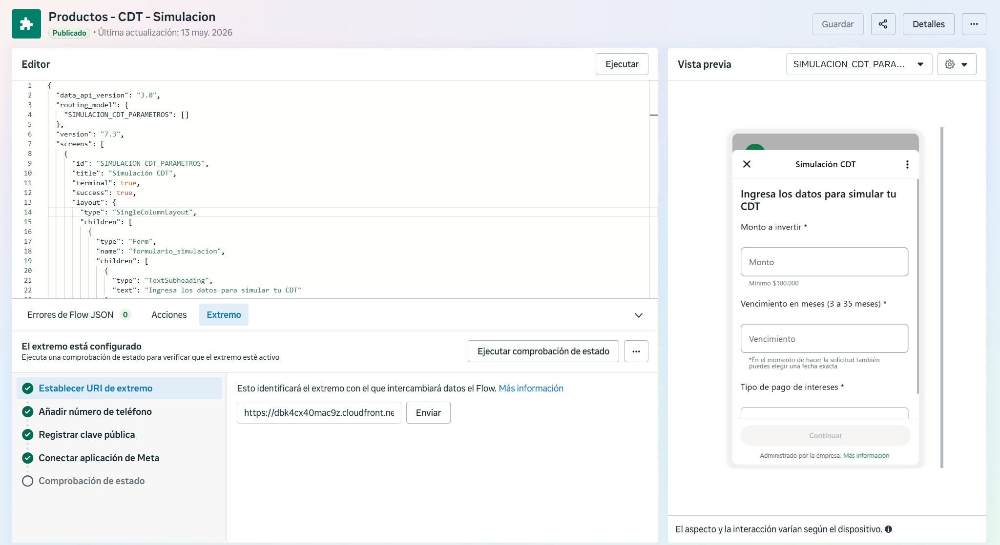 Productos - CDT - Simulacion
Publicado • Última actualización: 13 may. 2026
Guardar
Detalles
Editor
Ejecutar
1 {
2 "data_api_version": "3.0",
3 "routing_model": {
4 "SIMULACION_CDT_PARAMETROS": []
5 },
6 "version": "7.3",
7 "screens": [
8 {
9 "id": "SIMULACION_CDT_PARAMETROS",
10 "title": "Simulación CDT",
11 "terminal": true,
12 "success": true,
13 "layout": {
14 "type": "SingleColumnLayout",
15 "children": [
16 {
17 "type": "Form",
18 "name": "formulario_simulacion",
19 "children": [
20 {
21 "type": "TextSubheading",
22 "text": "Ingresa los datos para simular tu CDT"
Errores de Flow JSON 0
Acciones
Extremo
El extremo está configurado
Ejecuta una comprobación de estado para verificar que el extremo esté activo
Ejecutar comprobación de estado
Establecer URI de extremo
Añadir número de teléfono
Registrar clave pública
Conectar aplicación de Meta
Comprobación de estado
Esto identificará el extremo con el que intercambiará datos el Flow. Más información
https://dbk4cx40mac9z.cloudfront.ne
Enviar
Vista previa
SIMULACION_CDT_PARA...
Simulación CDT
Ingresa los datos para simular tu
CDT
Monto a invertir *
Monto
Mínimo $100.000
Vencimiento en meses (3 a 35 meses) *
Vencimiento
*En el momento de hacer la solicitud también
puedes elegir una fecha exacta
Tipo de pago de intereses *
Continuar
Administrado por la empresa. Más información
El aspecto y la interacción varían según el dispositivo.